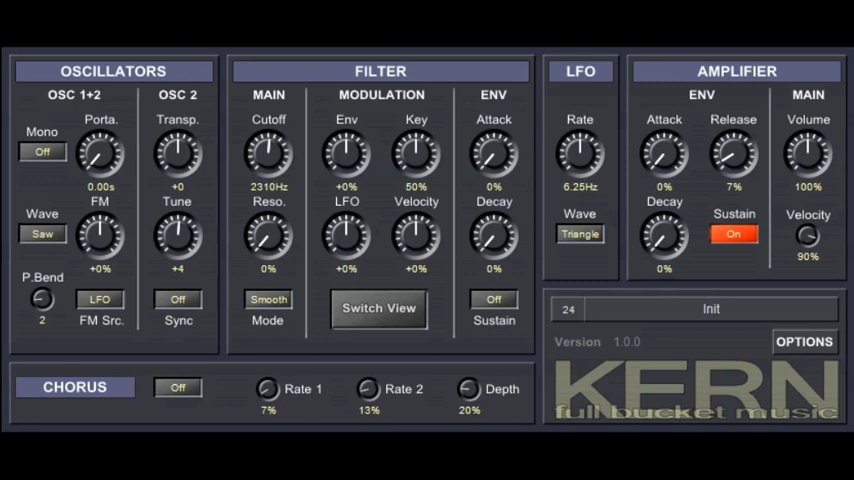 OSCILLATORS
OSC 1+2 OSC 2
Mono Porta. Transp.
Off
0.00s +0
Wave FM Tune
Saw
+0% +4
P.Bend
2
LFO Off
FM Src. Sync
FILTER
MAIN MODULATION ENV
Cutoff Env Key Attack
2310Hz +0% 50% 0%
Reso. LFO Velocity Decay
0% +0% +0% 0%
Smooth Switch View Off
Mode Sustain
LFO
Rate
6.25Hz
Wave
Triangle
AMPLIFIER
ENV MAIN
Attack Release Volume
0% 7% 100%
Decay Sustain Velocity
On
0% 90%
24 Init
Version 1.0.0 OPTIONS
KERN
full bucket music
CHORUS Off Rate 1 Rate 2 Depth
7% 13% 20%